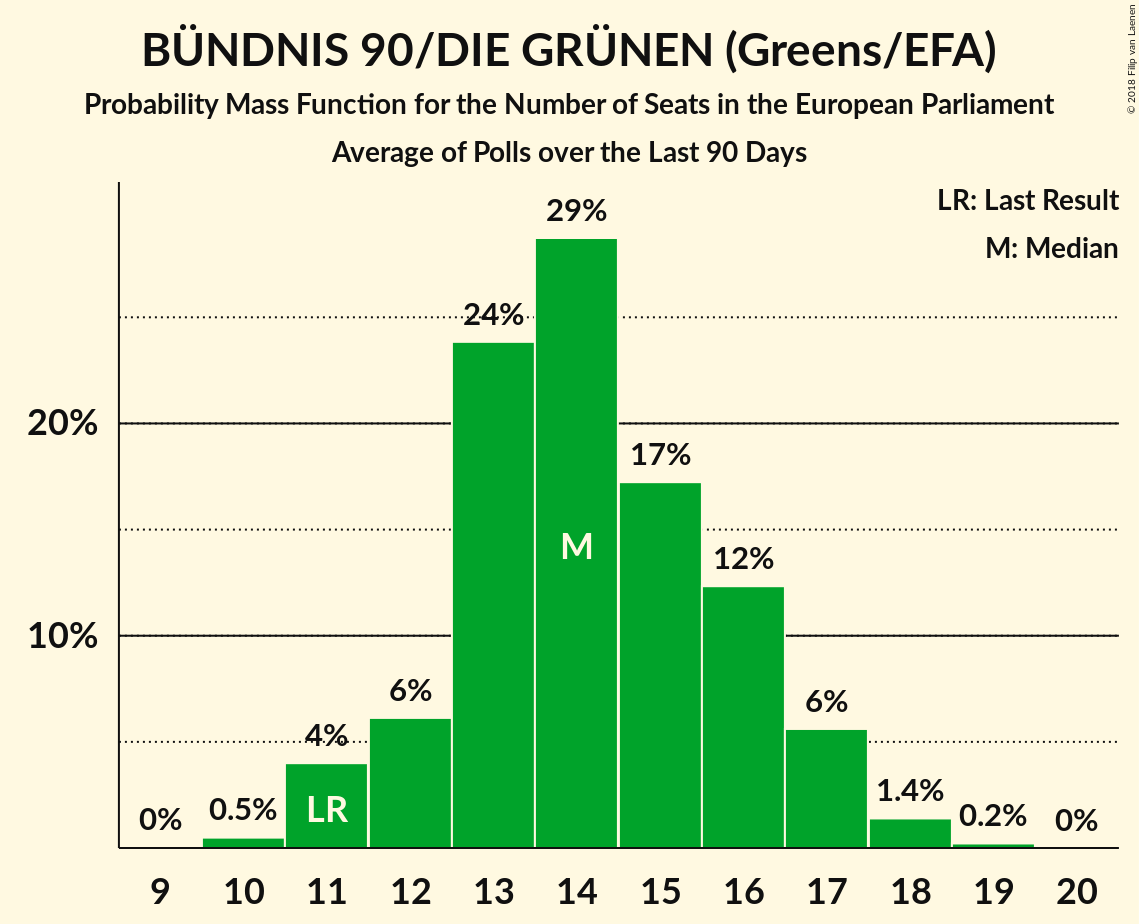 BÜNDNIS 90/DIE GRÜNEN (Greens/EFA)
Probability Mass Function for the Number of Seats in the European Parliament
Average of Polls over the Last 90 Days
© 2018 Filip van Laenen
LR: Last Result
M: Median
29%
24%
20%
17%
M
12%
10%
6%
6%
4%
1.4%
LR
0.5%
0.2%
0%
0%
9 10 11 12 13 14 15 16 17 18 19 20